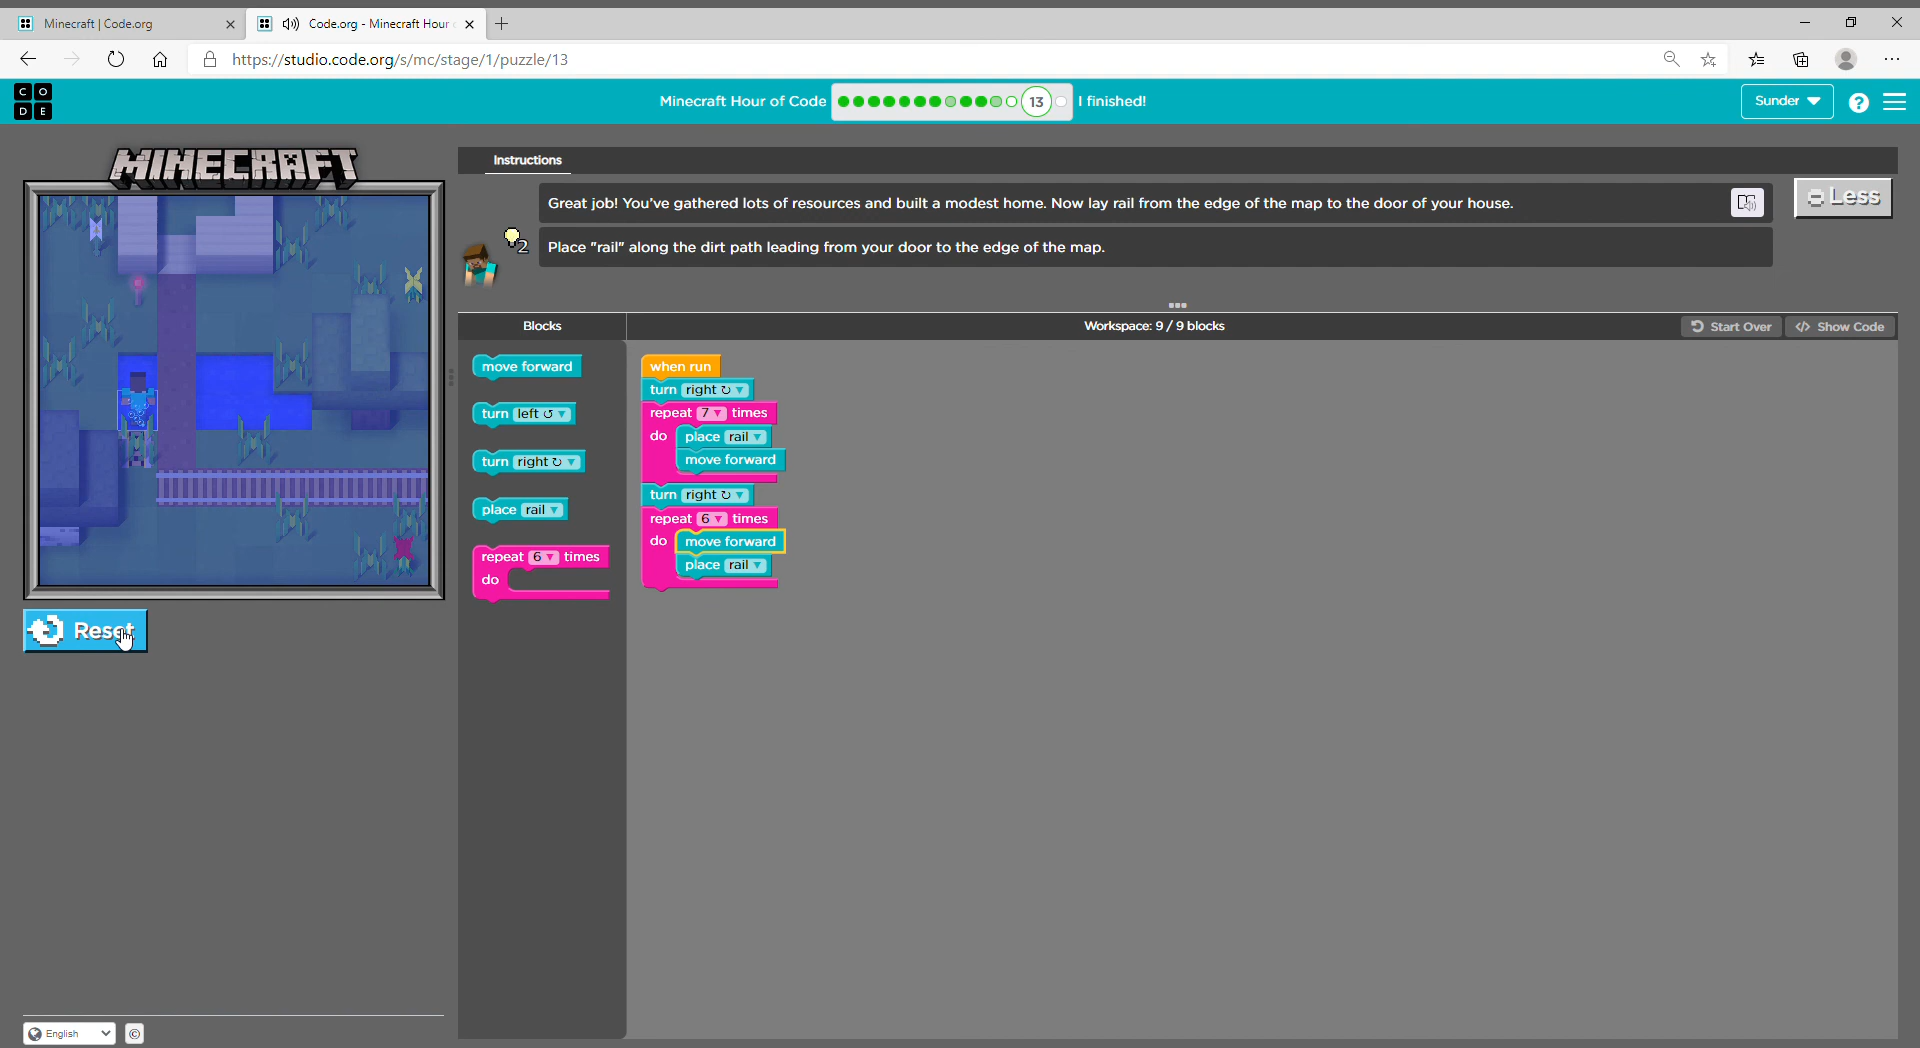 Minecraft | Code.org
Code.org - Minecraft Hour
https://studio.code.org/s/mc/stage/1/puzzle/13
CO
DE
Minecraft Hour of Code
13
I finished!
Sunder
?
MINECRAFT
Instructions
Great job! You've gathered lots of resources and built a modest home. Now lay rail from the edge of the map to the door of your house.
Less
2
Place "rail" along the dirt path leading from your door to the edge of the map.
Blocks
Workspace: 9 / 9 blocks
Start Over
</> Show Code
move forward
turn left ↺ ▼
turn right ↻ ▼
place rail ▼
repeat 6 ▼ times
do
when run
turn right ↻ ▼
repeat 7 ▼ times
do place rail ▼
move forward
turn right ↻ ▼
repeat 6 ▼ times
do move forward
place rail ▼
Reset
English
©